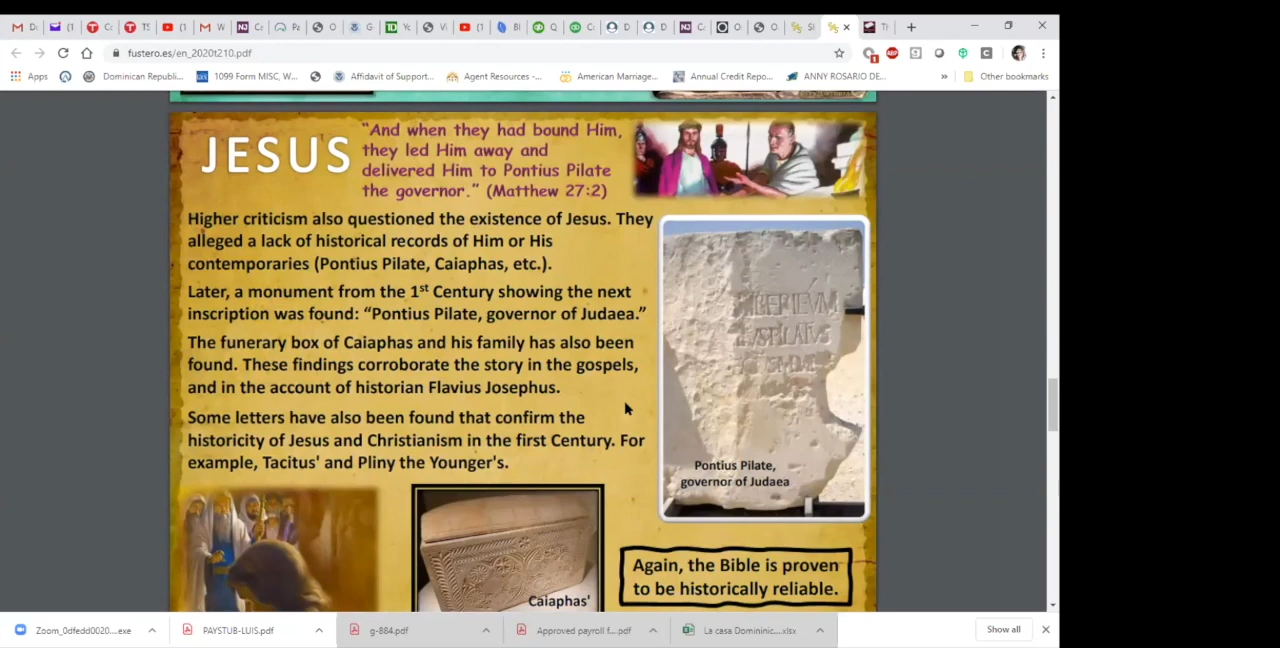 fustero.es/en_2020t210.pdf
Apps
Dominican Republi...
1099 Form MISC, W...
Affidavit of Support...
Agent Resources -...
American Marriage...
Annual Credit Repo...
ANNY ROSARIO DE...
»
Other bookmarks
JESUS
"And when they had bound Him,
they led Him away and
delivered Him to Pontius Pilate
the governor." (Matthew 27:2)
Higher criticism also questioned the existence of Jesus. They
alleged a lack of historical records of Him or His
contemporaries (Pontius Pilate, Caiaphas, etc.).
Later, a monument from the 1st Century showing the next
inscription was found: "Pontius Pilate, governor of Judaea."
The funerary box of Caiaphas and his family has also been
found. These findings corroborate the story in the gospels,
and in the account of historian Flavius Josephus.
Some letters have also been found that confirm the
historicity of Jesus and Christianism in the first Century. For
example, Tacitus' and Pliny the Younger's.
Pontius Pilate,
governor of Judaea
Caiaphas'
Again, the Bible is proven
to be historically reliable.
Zoom_0dfedd0020....exe
PAYSTUB-LUIS.pdf
g-884.pdf
Approved payroll f....pdf
La casa Domininic....xlsx
Show all